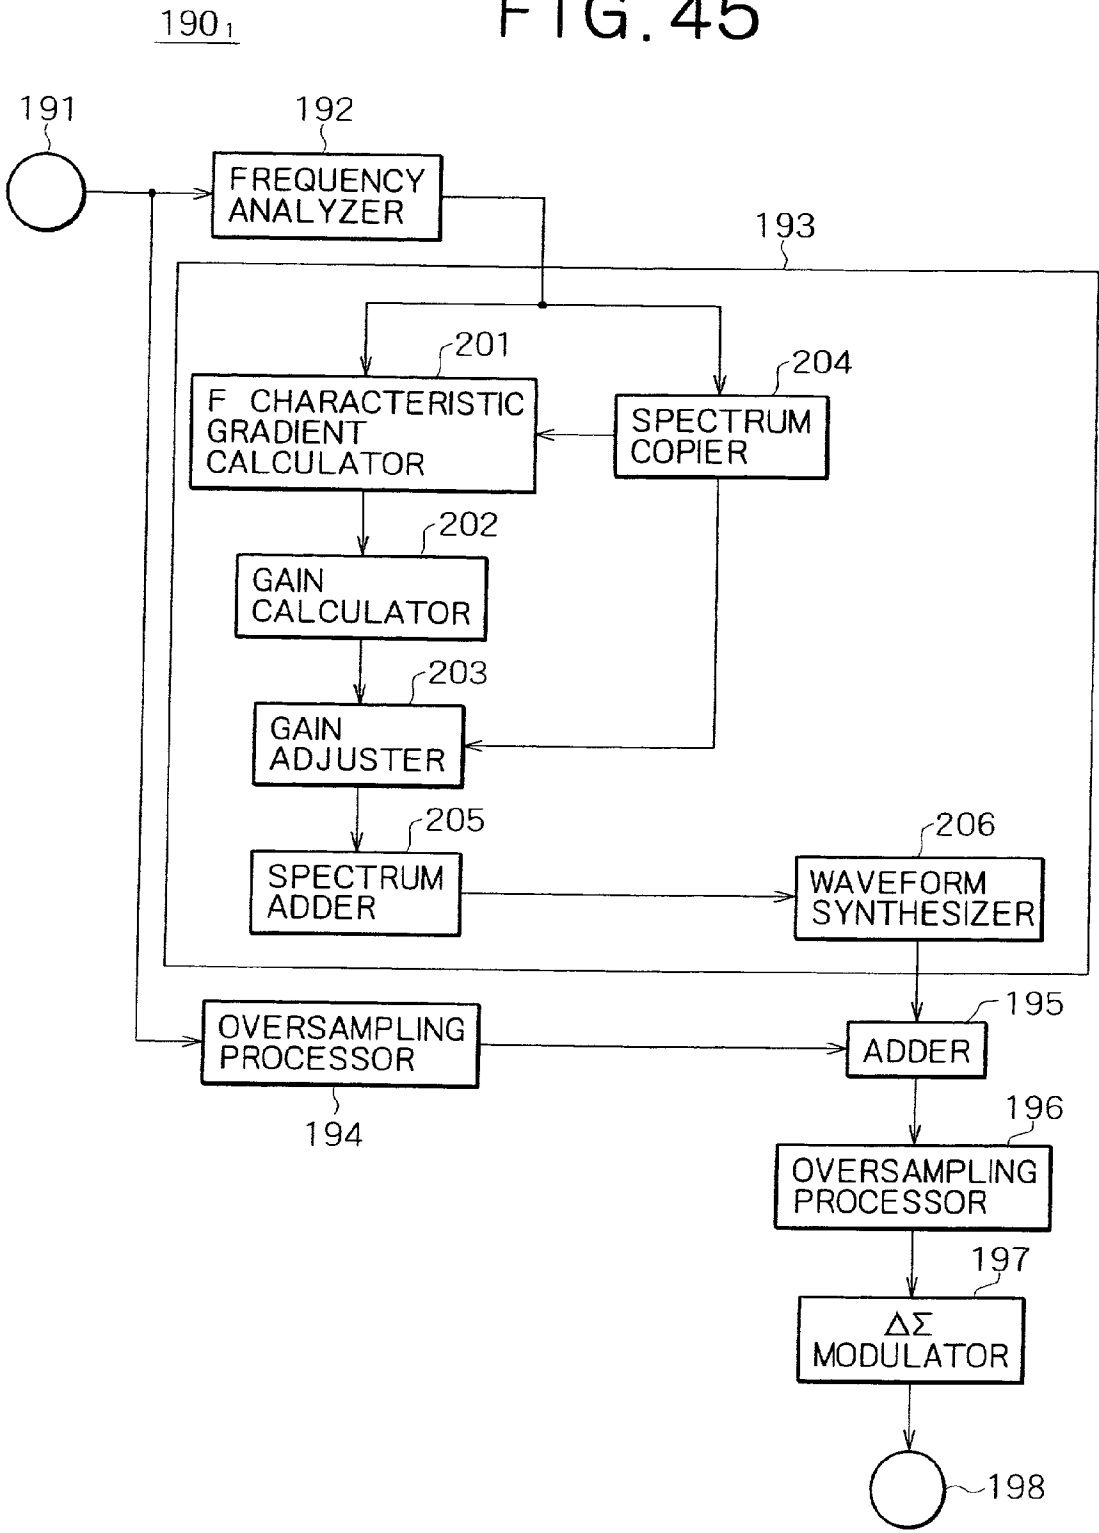 FIG. 45
190₁
191
192
FREQUENCY
ANALYZER
193
201
F CHARACTERISTIC
GRADIENT
CALCULATOR
204
SPECTRUM
COPIER
202
GAIN
CALCULATOR
203
GAIN
ADJUSTER
205
SPECTRUM
ADDER
206
WAVEFORM
SYNTHESIZER
OVERSAMPLING
PROCESSOR
194
195
ADDER
196
OVERSAMPLING
PROCESSOR
197
ΔΣ
MODULATOR
198